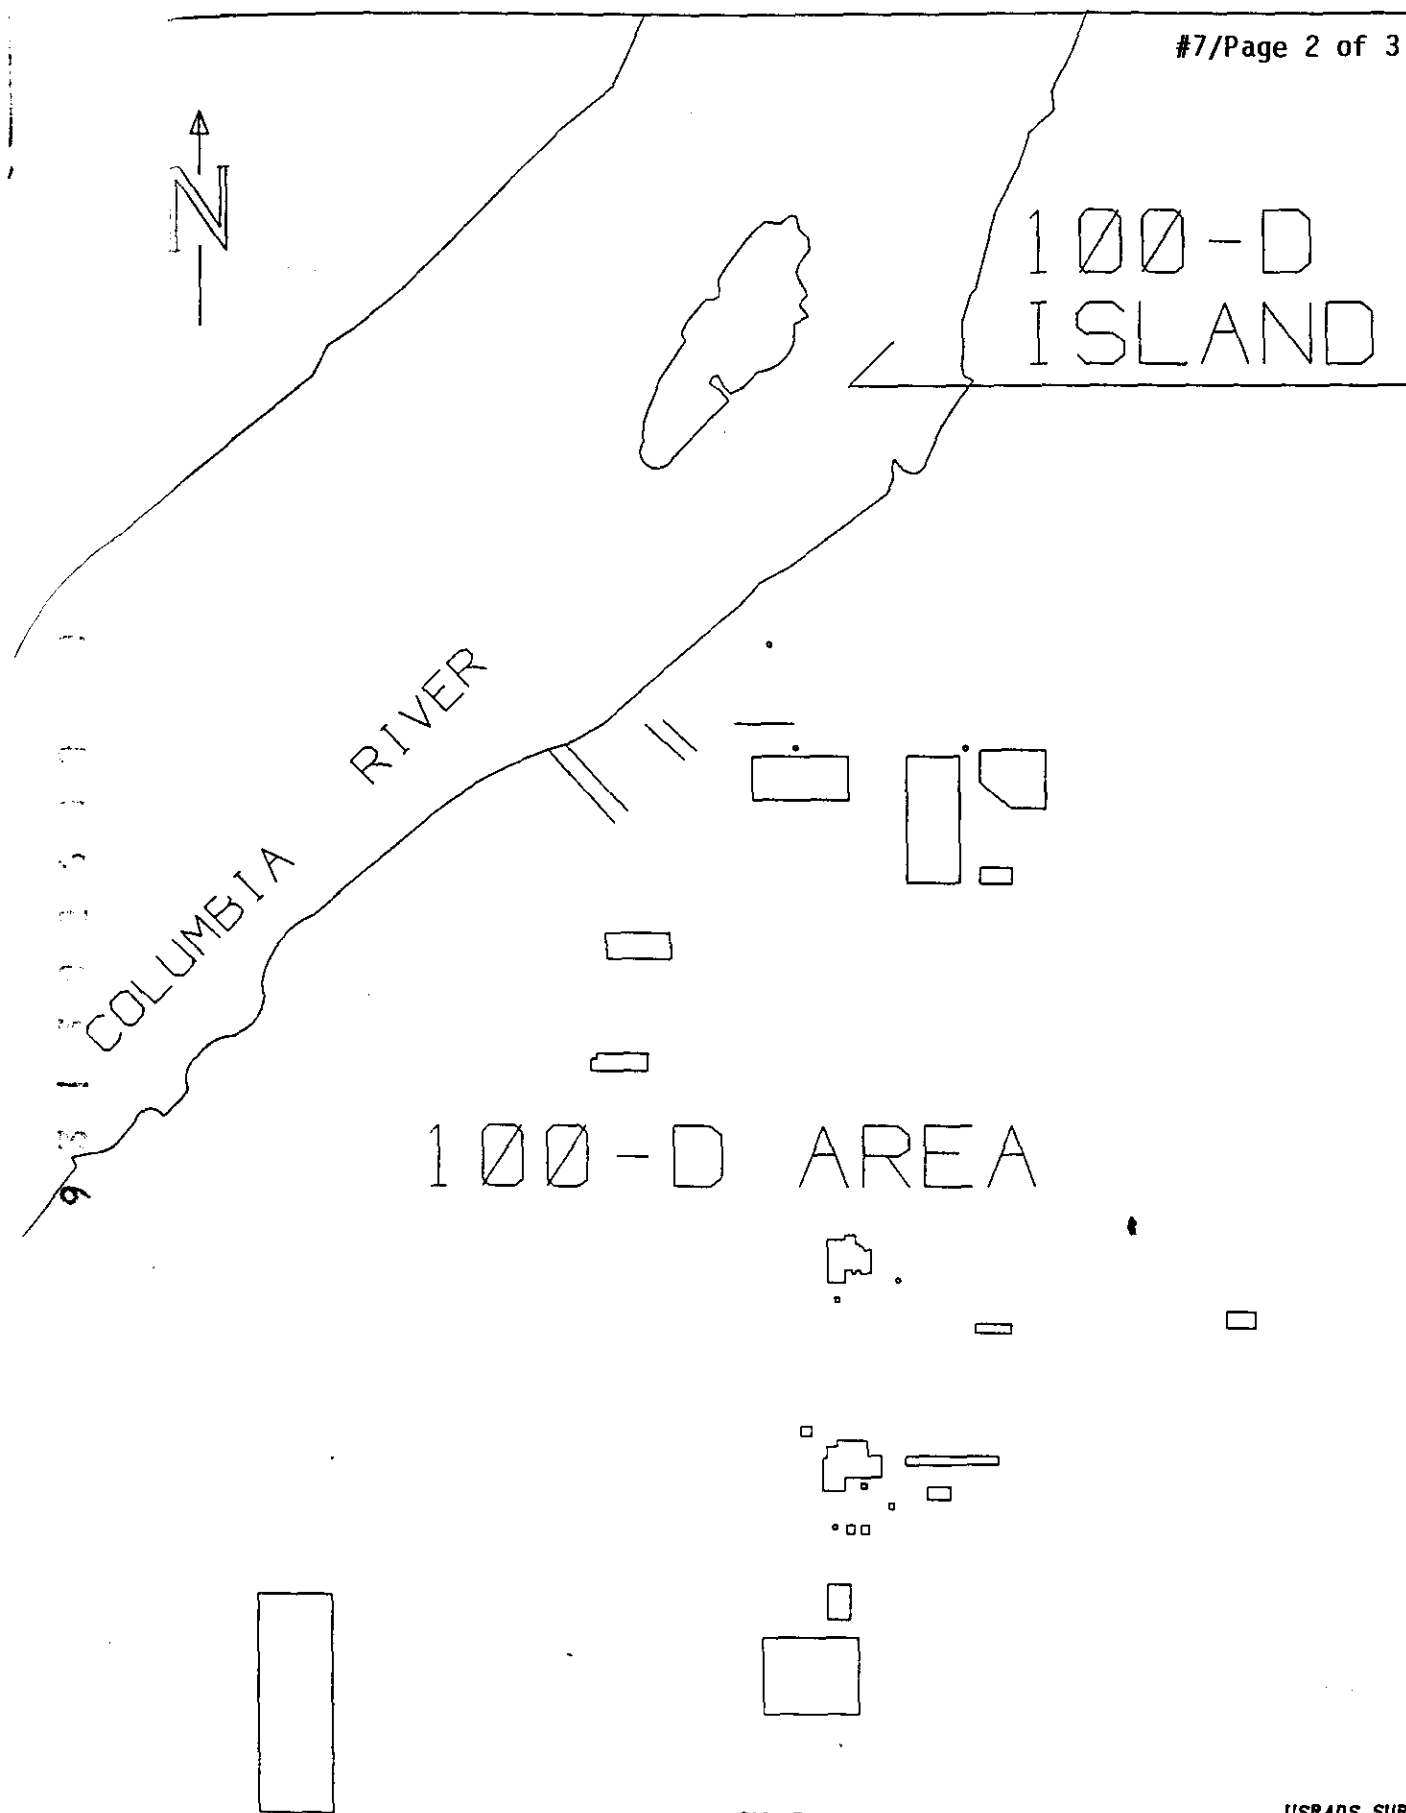 #7/Page 2 of 3
N
100-D
ISLAND
COLUMBIA RIVER
100-D AREA